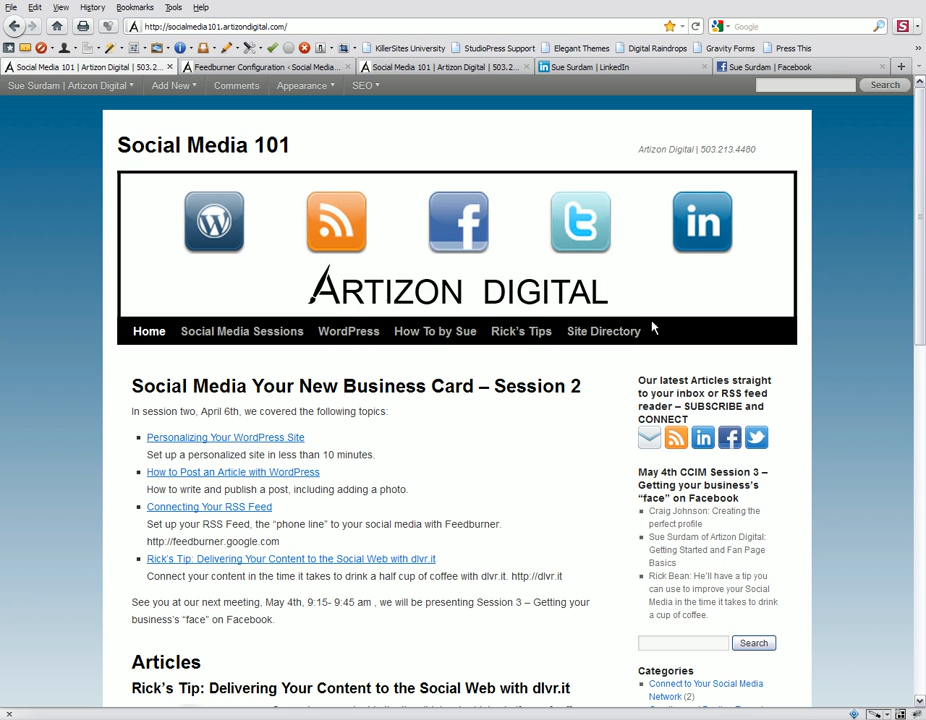 File Edit View History Bookmarks Tools Help
http://socialmedia101.artizondigital.com/
Google
KillerSites University StudioPress Support Elegant Themes Digital Raindrops Gravity Forms Press This
Social Media 101 | Artizon Digital | 503.2... Feedburner Configuration < Social Media... Social Media 101 | Artizon Digital | 503.2... Sue Surdam | LinkedIn Sue Surdam | Facebook
Sue Surdam | Artizon Digital Add New Comments Appearance SEO Search
Social Media 101
Artizon Digital | 503.213.4480
ARTIZON DIGITAL
Home Social Media Sessions WordPress How To by Sue Rick's Tips Site Directory
Social Media Your New Business Card – Session 2
In session two, April 6th, we covered the following topics:
Personalizing Your WordPress Site
Set up a personalized site in less than 10 minutes.
How to Post an Article with WordPress
How to write and publish a post, including adding a photo.
Connecting Your RSS Feed
Set up your RSS Feed, the “phone line” to your social media with Feedburner.
http://feedburner.google.com
Rick's Tip: Delivering Your Content to the Social Web with dlvr.it
Connect your content in the time it takes to drink a half cup of coffee with dlvr.it. http://dlvr.it
See you at our next meeting, May 4th, 9:15- 9:45 am , we will be presenting Session 3 – Getting your
business's “face” on Facebook.
Articles
Rick's Tip: Delivering Your Content to the Social Web with dlvr.it
Our latest Articles straight
to your inbox or RSS feed
reader – SUBSCRIBE and
CONNECT
May 4th CCIM Session 3 –
Getting your business's
“face” on Facebook
Craig Johnson: Creating the
perfect profile
Sue Surdam of Artizon Digital:
Getting Started and Fan Page
Basics
Rick Bean: He'll have a tip you
can use to improve your Social
Media in the time it takes to drink
a cup of coffee.
Search
Categories
Connect to Your Social Media
Network (2)